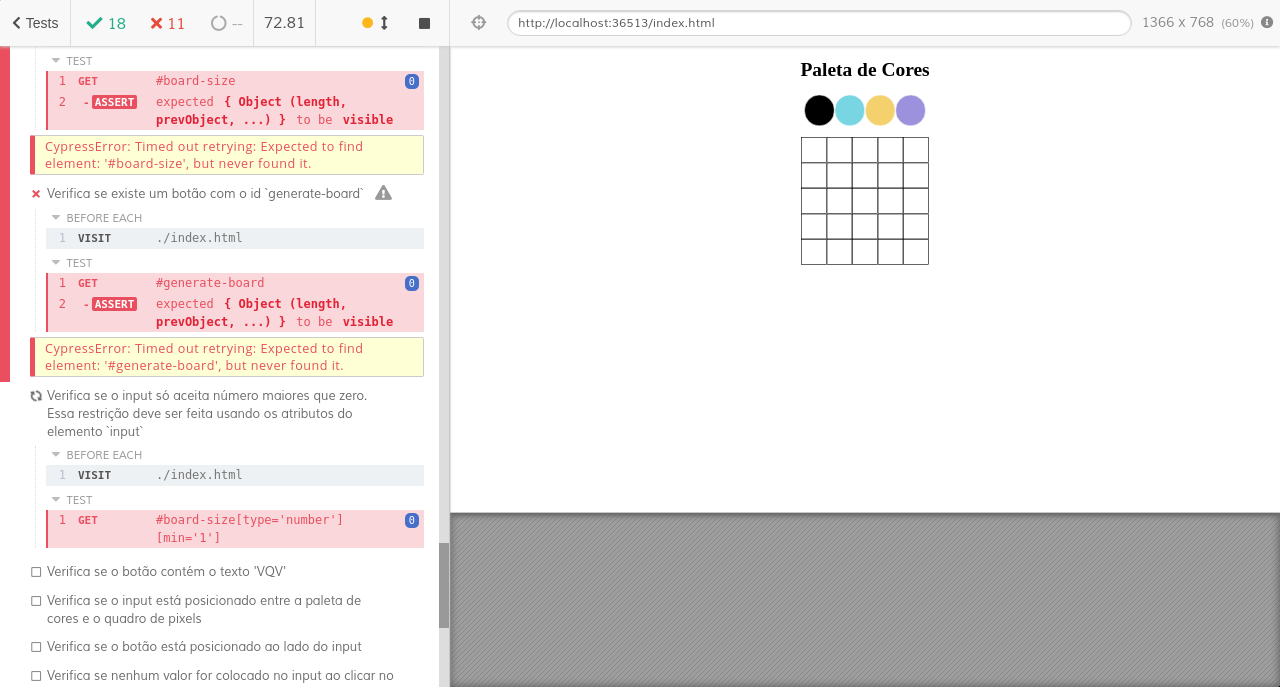 Tests 18 11 -- 72.81
http://localhost:36513/index.html 1366 x 768 (60%)
TEST
1 GET #board-size 0
2 - ASSERT expected { Object (length,
prevObject, ...) } to be visible
CypressError: Timed out retrying: Expected to find
element: '#board-size', but never found it.
Verifica se existe um botão com o id `generate-board`
BEFORE EACH
1 VISIT ./index.html
TEST
1 GET #generate-board 0
2 - ASSERT expected { Object (length,
prevObject, ...) } to be visible
CypressError: Timed out retrying: Expected to find
element: '#generate-board', but never found it.
Verifica se o input só aceita número maiores que zero.
Essa restrição deve ser feita usando os atributos do
elemento `input`
BEFORE EACH
1 VISIT ./index.html
TEST
1 GET #board-size[type='number'] 0
[min='1']
Verifica se o botão contém o texto 'VQV'
Verifica se o input está posicionado entre a paleta de
cores e o quadro de pixels
Verifica se o botão está posicionado ao lado do input
Verifica se nenhum valor for colocado no input ao clicar no
Paleta de Cores